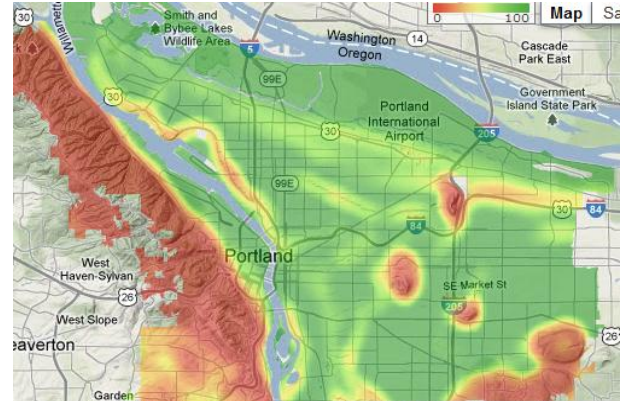 0 100
Map Sa
30
Willamette
Smith and
Bybee Lakes
Wildlife Area
5
Washington
Oregon
14
Cascade
Park East
99E
30
Portland
International
Airport
Government
Island State Park
205
30
99E
84
30
84
Portland
West
Haven-Sylvan
26
SE Market St
205
West Slope
eaverton
26
Garden